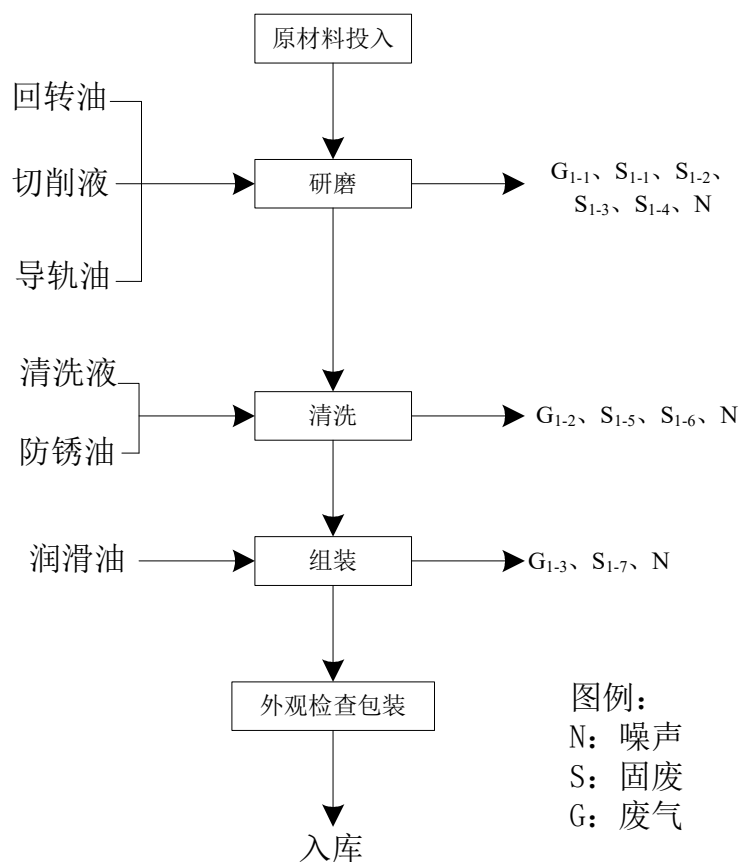 原材料投入
回转油
切削液
导轨油
研磨
G1-1、S1-1、S1-2、
S1-3、S1-4、N
清洗液
防锈油
清洗
G1-2、S1-5、S1-6、N
润滑油
组装
G1-3、S1-7、N
外观检查包装
入库
图例：
N：噪声
S：固废
G：废气